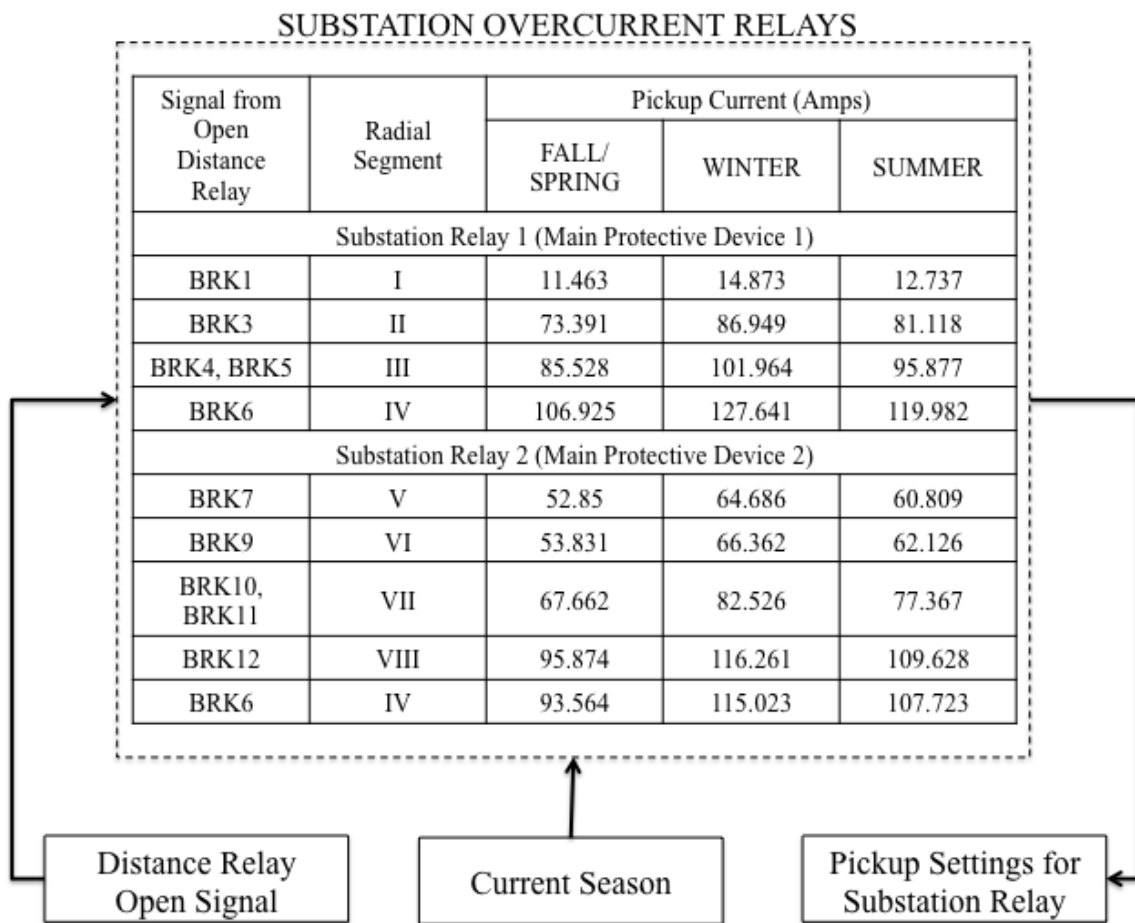 SUBSTATION OVERCURRENT RELAYS
Signal from
Open
Distance
Relay
Radial
Segment
Pickup Current (Amps)
FALL/
SPRING
WINTER
SUMMER
Substation Relay 1 (Main Protective Device 1)
BRK1 I 11.463 14.873 12.737
BRK3 II 73.391 86.949 81.118
BRK4, BRK5 III 85.528 101.964 95.877
BRK6 IV 106.925 127.641 119.982
Substation Relay 2 (Main Protective Device 2)
BRK7 V 52.85 64.686 60.809
BRK9 VI 53.831 66.362 62.126
BRK10,
BRK11 VII 67.662 82.526 77.367
BRK12 VIII 95.874 116.261 109.628
BRK6 IV 93.564 115.023 107.723
Distance Relay
Open Signal
Current Season
Pickup Settings for
Substation Relay